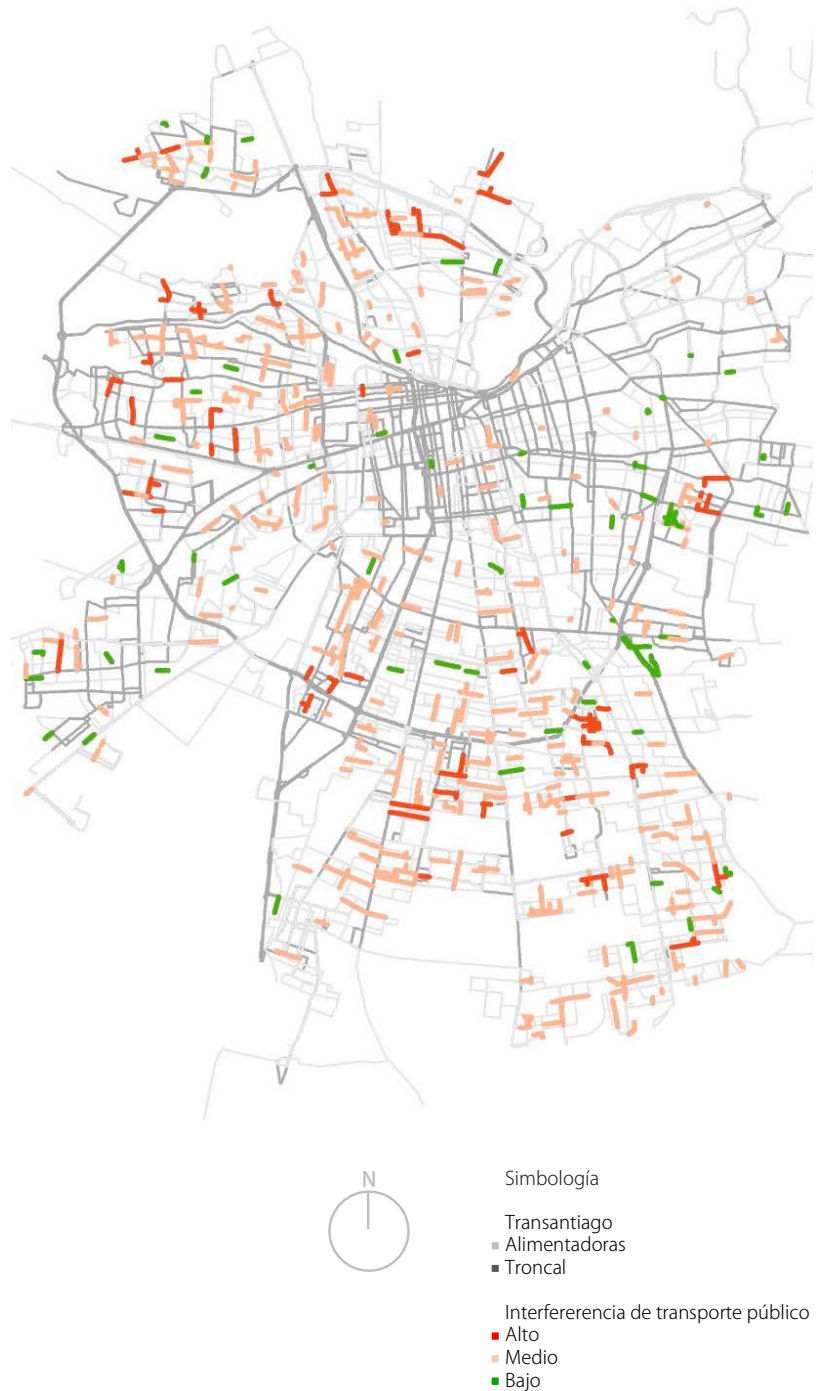 N
Simbología
Transantiago
Alimentadoras
Troncal
Interfererencia de transporte público
Alto
Medio
Bajo